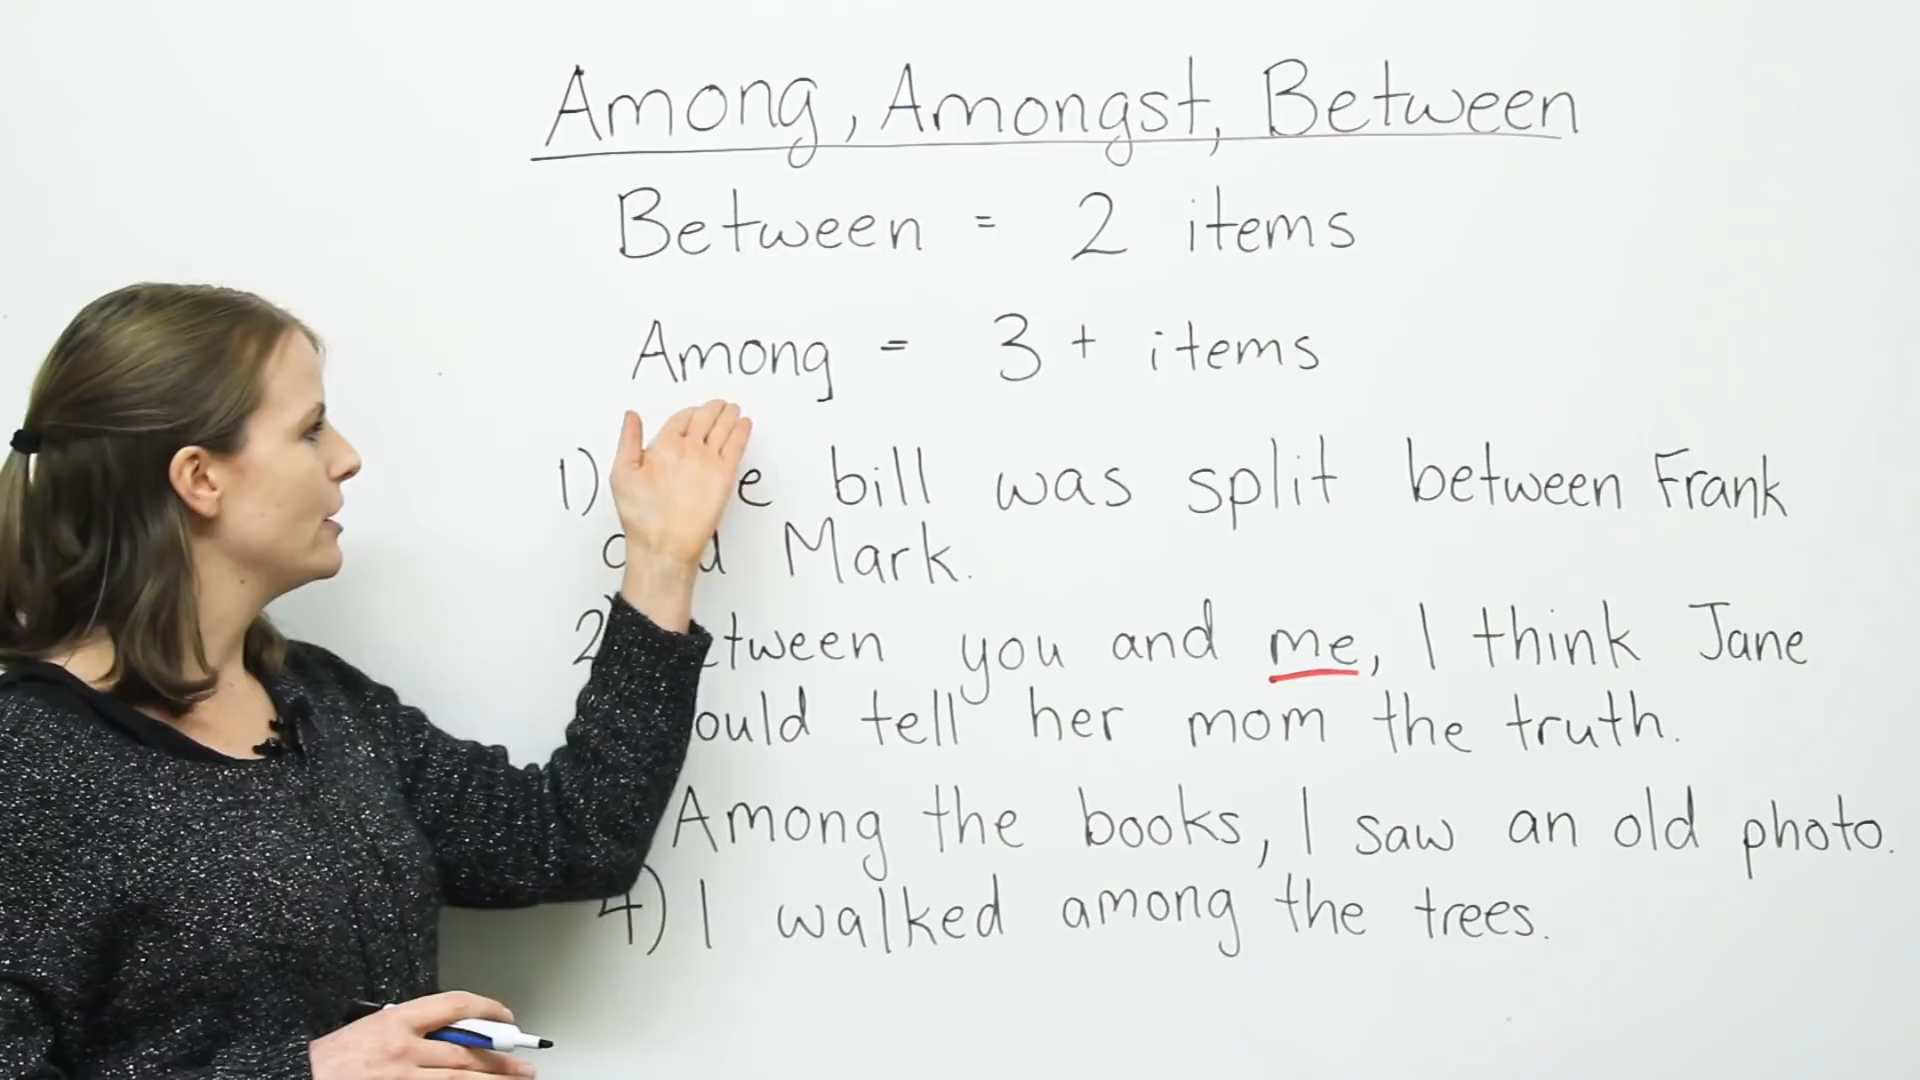 Among, Amongst, Between
Between = 2 items
Among = 3+ items
1) bill was split between Frank
Mark.
you and me, I think Jane
tell her mom the truth.
Among the books, I saw an old photo.
4) I walked among the trees.